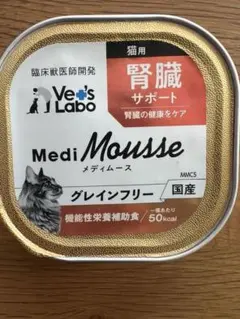 臨床獣医師開発
Vet's Labo
猫用
腎臓
サポート
腎臓の健康をケア
Medi Mousse
メディムース
MMCS
グレインフリー
国産
機能性栄養補助食
一個あたり
50kcal